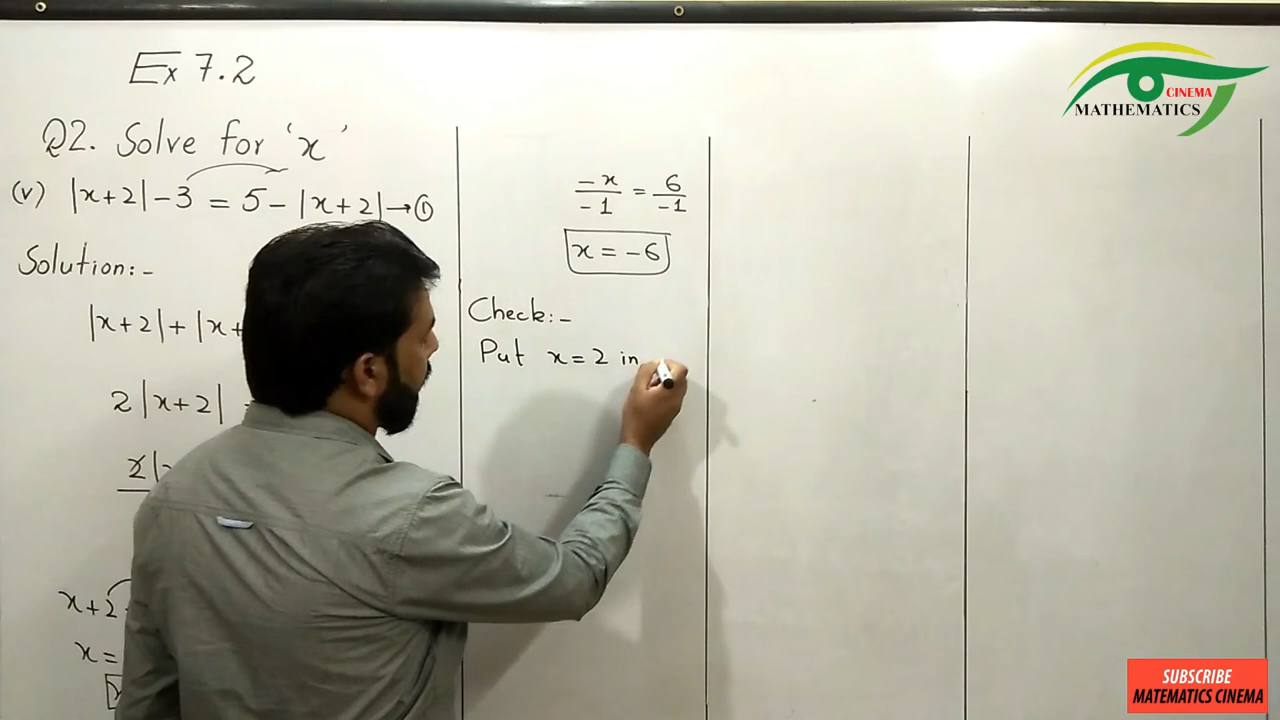 Ex 7.2
Q2. Solve for 'x'
(v) |x+2|-3 = 5-|x+2| → ①
Solution:-
|x+2|+|x+
2|x+2|
2|x
x+2
x=
-x/-1 = 6/-1
x = -6
Check:-
Put x=2 in
CINEMA
MATHEMATICS
SUBSCRIBE
MATEMATICS CINEMA